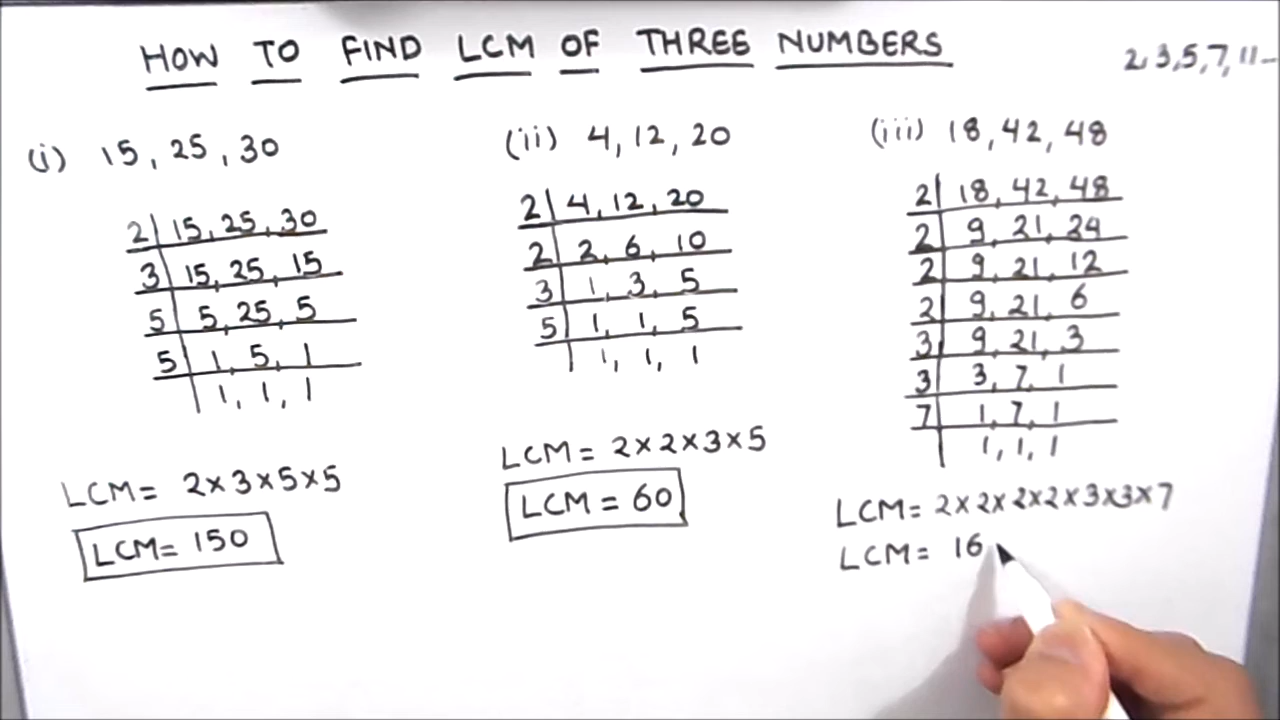 HOW TO FIND LCM OF THREE NUMBERS
2,3,5,7,11-
(i) 15, 25, 30
2 | 15, 25, 30
3 | 15, 25, 15
5 | 5, 25, 5
5 | 1, 5, 1
1, 1, 1
LCM = 2×3×5×5
LCM = 150
(ii) 4, 12, 20
2 | 4, 12, 20
2 | 2, 6, 10
3 | 1, 3, 5
5 | 1, 1, 5
1, 1, 1
LCM = 2×2×3×5
LCM = 60
(iii) 18, 42, 48
2 | 18, 42, 48
2 | 9, 21, 24
2 | 9, 21, 12
2 | 9, 21, 6
3 | 9, 21, 3
3 | 3, 7, 1
7 | 1, 7, 1
1, 1, 1
LCM = 2×2×2×2×3×3×7
LCM = 16